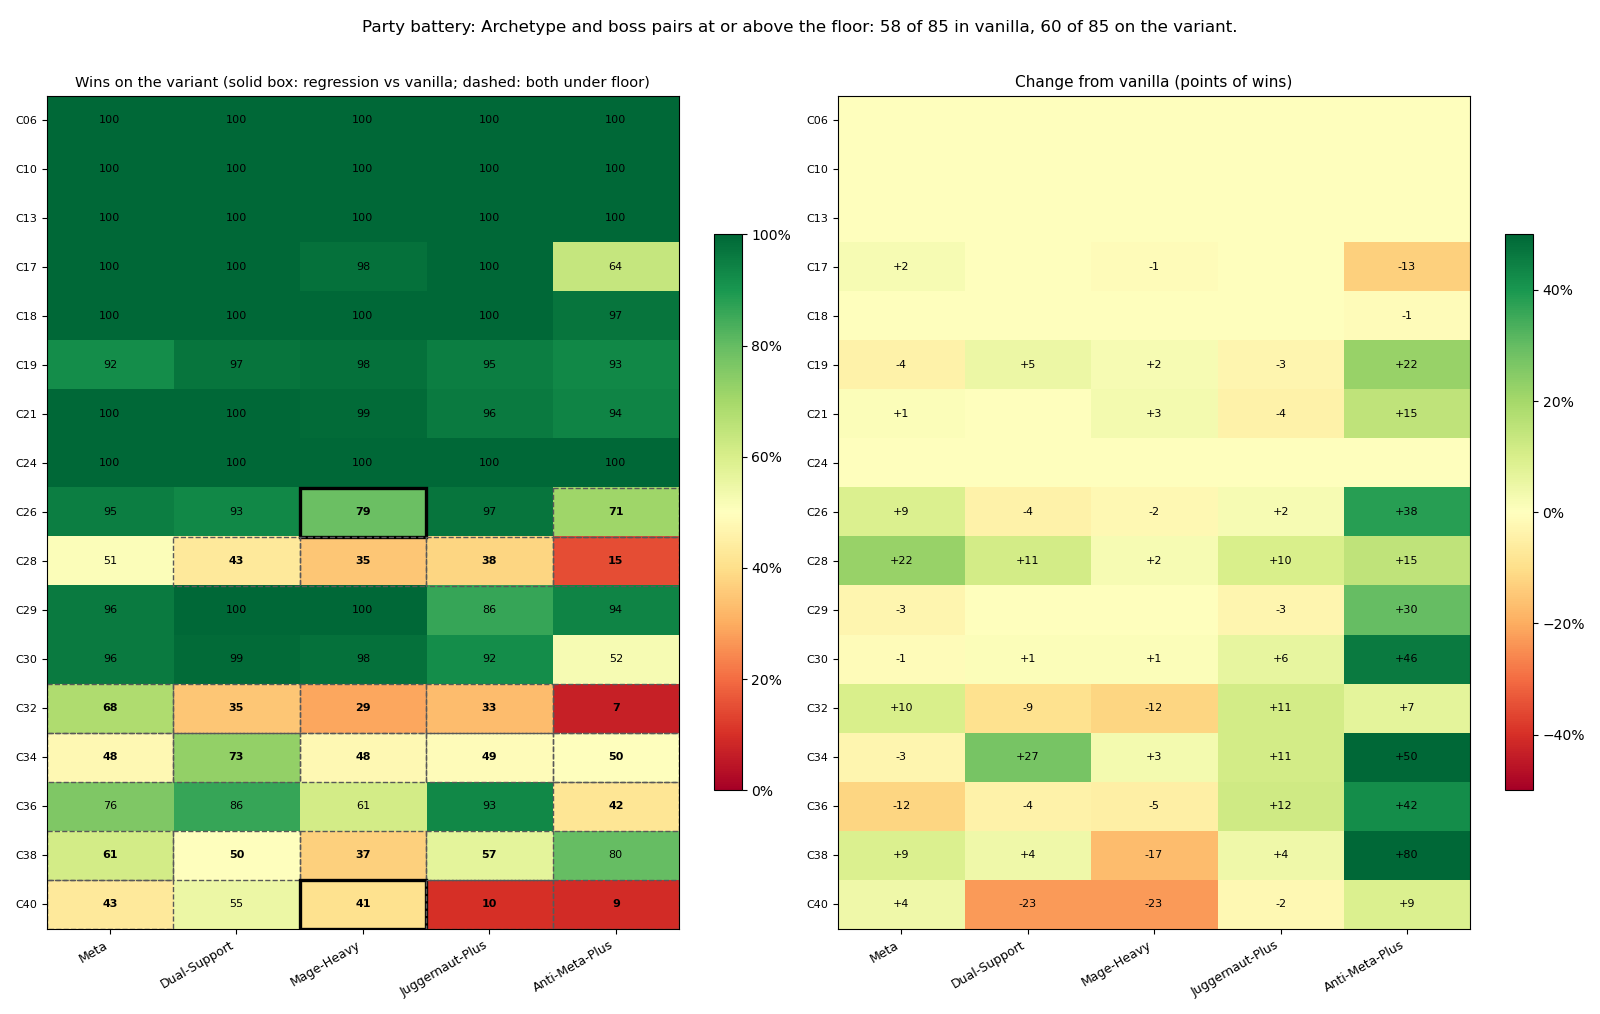 Party battery: Archetype and boss pairs at or above the floor: 58 of 85 in vanilla, 60 of 85 on the variant.
Wins on the variant (solid box: regression vs vanilla; dashed: both under floor)
C06 100 100 100 100 100
C10 100 100 100 100 100
C13 100 100 100 100 100
C17 100 100 98 100 64
C18 100 100 100 100 97
C19 92 97 98 95 93
C21 100 100 99 96 94
C24 100 100 100 100 100
C26 95 93 79 97 71
C28 51 43 35 38 15
C29 96 100 100 86 94
C30 96 99 98 92 52
C32 68 35 29 33 7
C34 48 73 48 49 50
C36 76 86 61 93 42
C38 61 50 37 57 80
C40 43 55 41 10 9
Meta Dual-Support Mage-Heavy Juggernaut-Plus Anti-Meta-Plus
100%
80%
60%
40%
20%
0%
Change from vanilla (points of wins)
C06
C10
C13
C17 +2 -1 -13
C18 -1
C19 -4 +5 +2 -3 +22
C21 +1 +3 -4 +15
C24
C26 +9 -4 -2 +2 +38
C28 +22 +11 +2 +10 +15
C29 -3 -3 +30
C30 -1 +1 +1 +6 +46
C32 +10 -9 -12 +11 +7
C34 -3 +27 +3 +11 +50
C36 -12 -4 -5 +12 +42
C38 +9 +4 -17 +4 +80
C40 +4 -23 -23 -2 +9
Meta Dual-Support Mage-Heavy Juggernaut-Plus Anti-Meta-Plus
40%
20%
0%
−20%
−40%